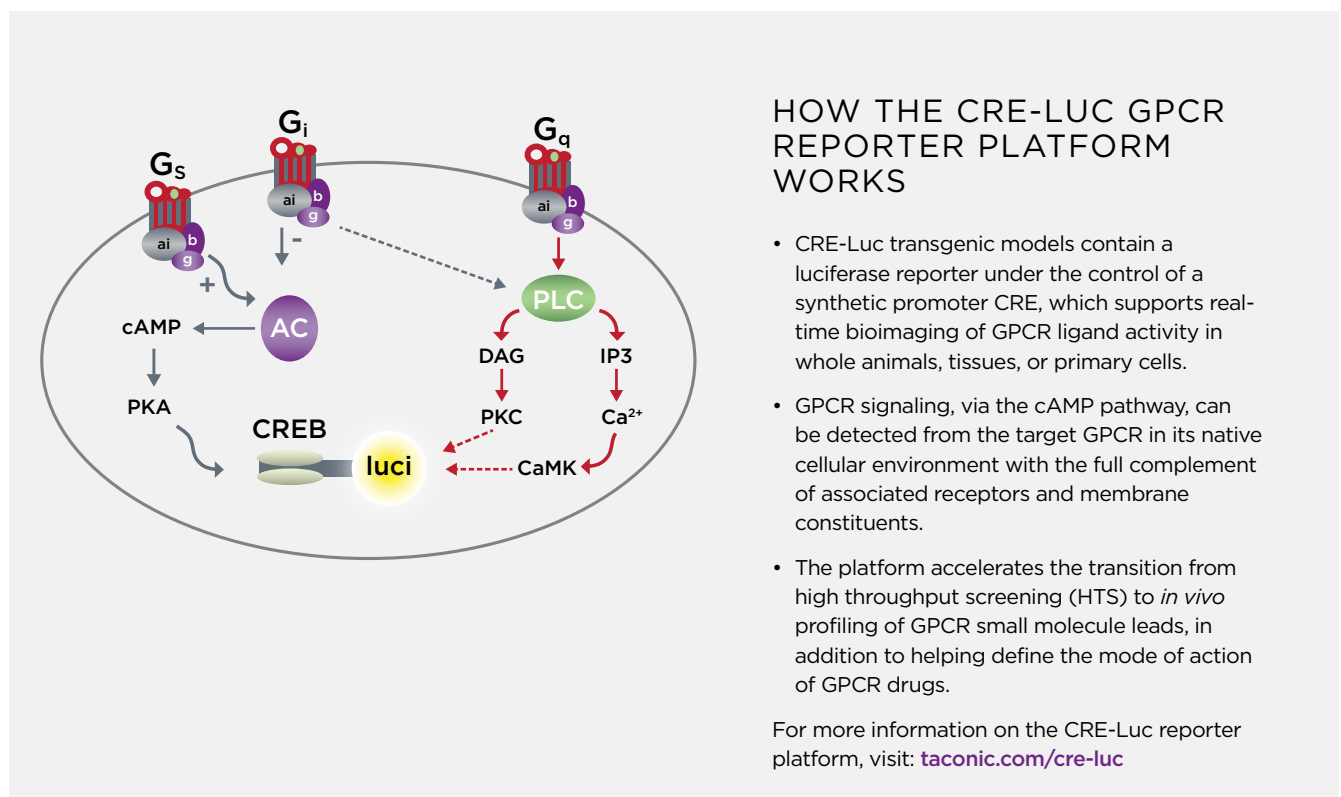 Gs
Gi
Gq
ai
b
g
ai
b
g
ai
b
g
+
-
cAMP
AC
PLC
PKA
DAG
IP3
PKC
Ca2+
CREB
luci
CaMK
HOW THE CRE-LUC GPCR
REPORTER PLATFORM
WORKS
• CRE-Luc transgenic models contain a
luciferase reporter under the control of a
synthetic promoter CRE, which supports real-
time bioimaging of GPCR ligand activity in
whole animals, tissues, or primary cells.
• GPCR signaling, via the cAMP pathway, can
be detected from the target GPCR in its native
cellular environment with the full complement
of associated receptors and membrane
constituents.
• The platform accelerates the transition from
high throughput screening (HTS) to in vivo
profiling of GPCR small molecule leads, in
addition to helping define the mode of action
of GPCR drugs.
For more information on the CRE-Luc reporter
platform, visit: taconic.com/cre-luc